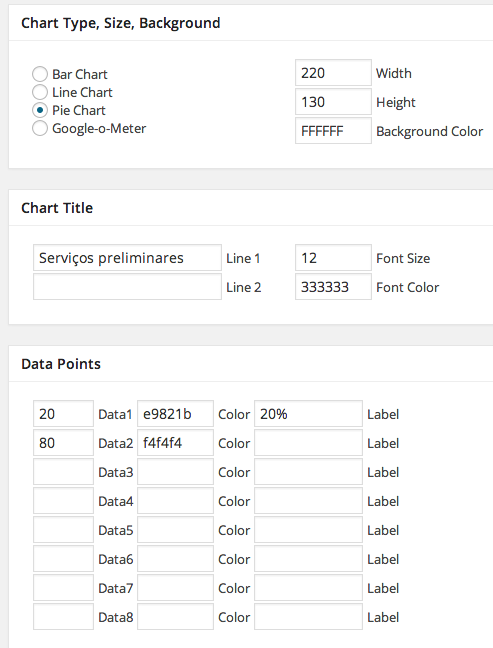 Chart Type, Size, Background
Bar Chart
Line Chart
Pie Chart
Google-o-Meter
220 Width
130 Height
FFFFFF Background Color
Chart Title
Serviços preliminares Line 1 12 Font Size
Line 2 333333 Font Color
Data Points
20 Data1 e9821b Color 20% Label
80 Data2 f4f4f4 Color Label
Data3 Color Label
Data4 Color Label
Data5 Color Label
Data6 Color Label
Data7 Color Label
Data8 Color Label